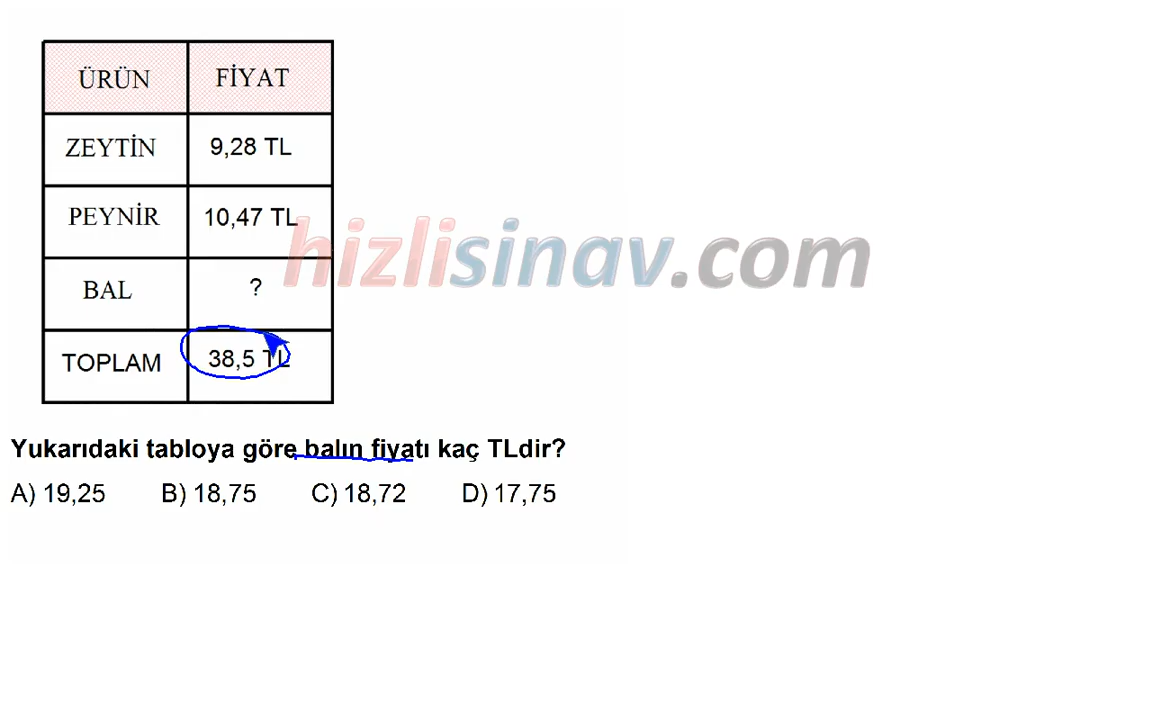 ÜRÜN FİYAT
ZEYTİN 9,28 TL
PEYNİR 10,47 TL
hizlisinav.com
BAL ?
TOPLAM 38,5 TL
Yukarıdaki tabloya göre balın fiyatı kaç TLdir?
A) 19,25 B) 18,75 C) 18,72 D) 17,75